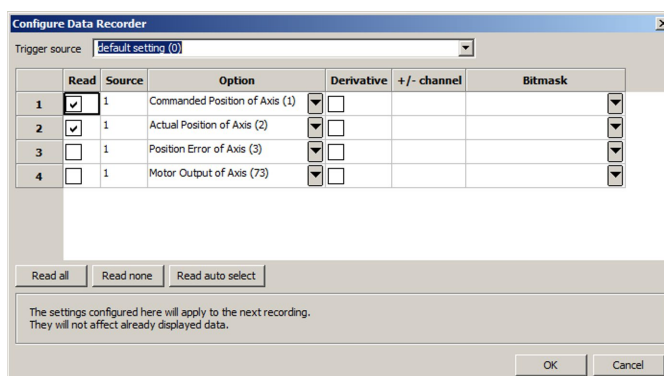 Configure Data Recorder
Trigger source default setting (0)
Read Source Option Derivative +/- channel Bitmask
1 1 Commanded Position of Axis (1)
2 1 Actual Position of Axis (2)
3 1 Position Error of Axis (3)
4 1 Motor Output of Axis (73)
Read all Read none Read auto select
The settings configured here will apply to the next recording.
They will not affect already displayed data.
OK Cancel